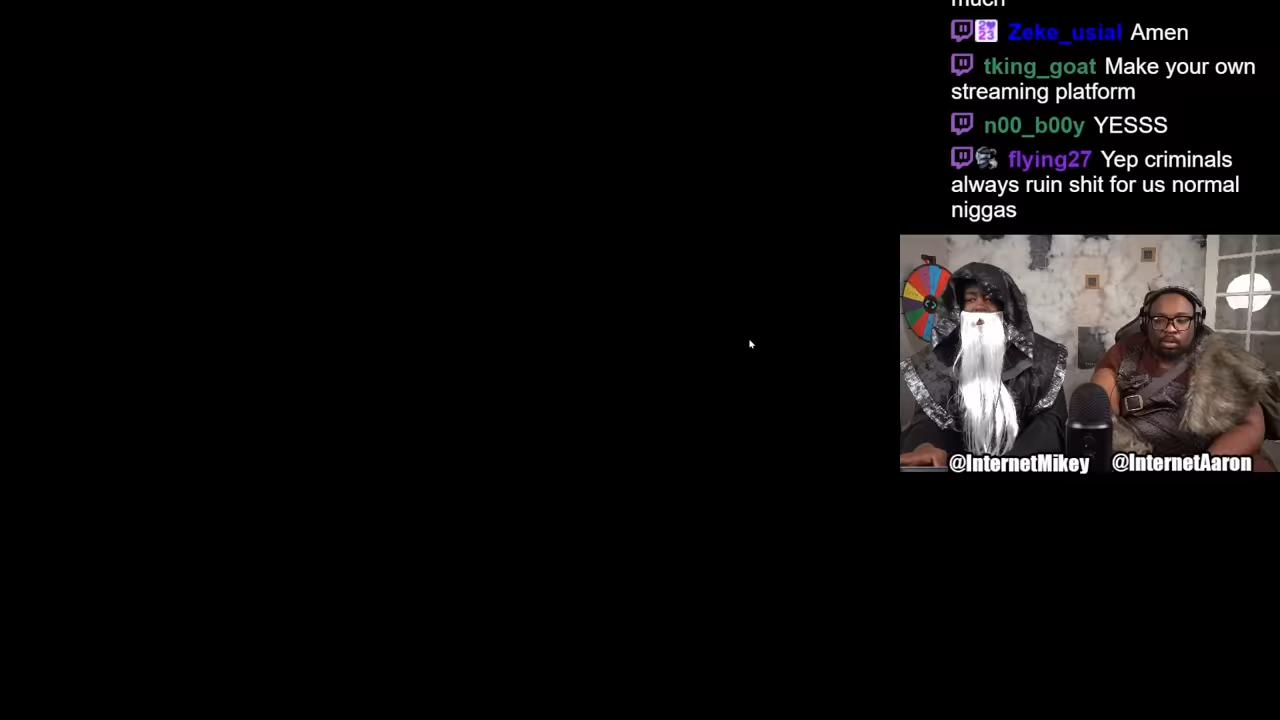 much
Zeke_usial Amen
tking_goat Make your own
streaming platform
n00_b00y YESSS
flying27 Yep criminals
always ruin shit for us normal
niggas
@InternetMikey @InternetAaron